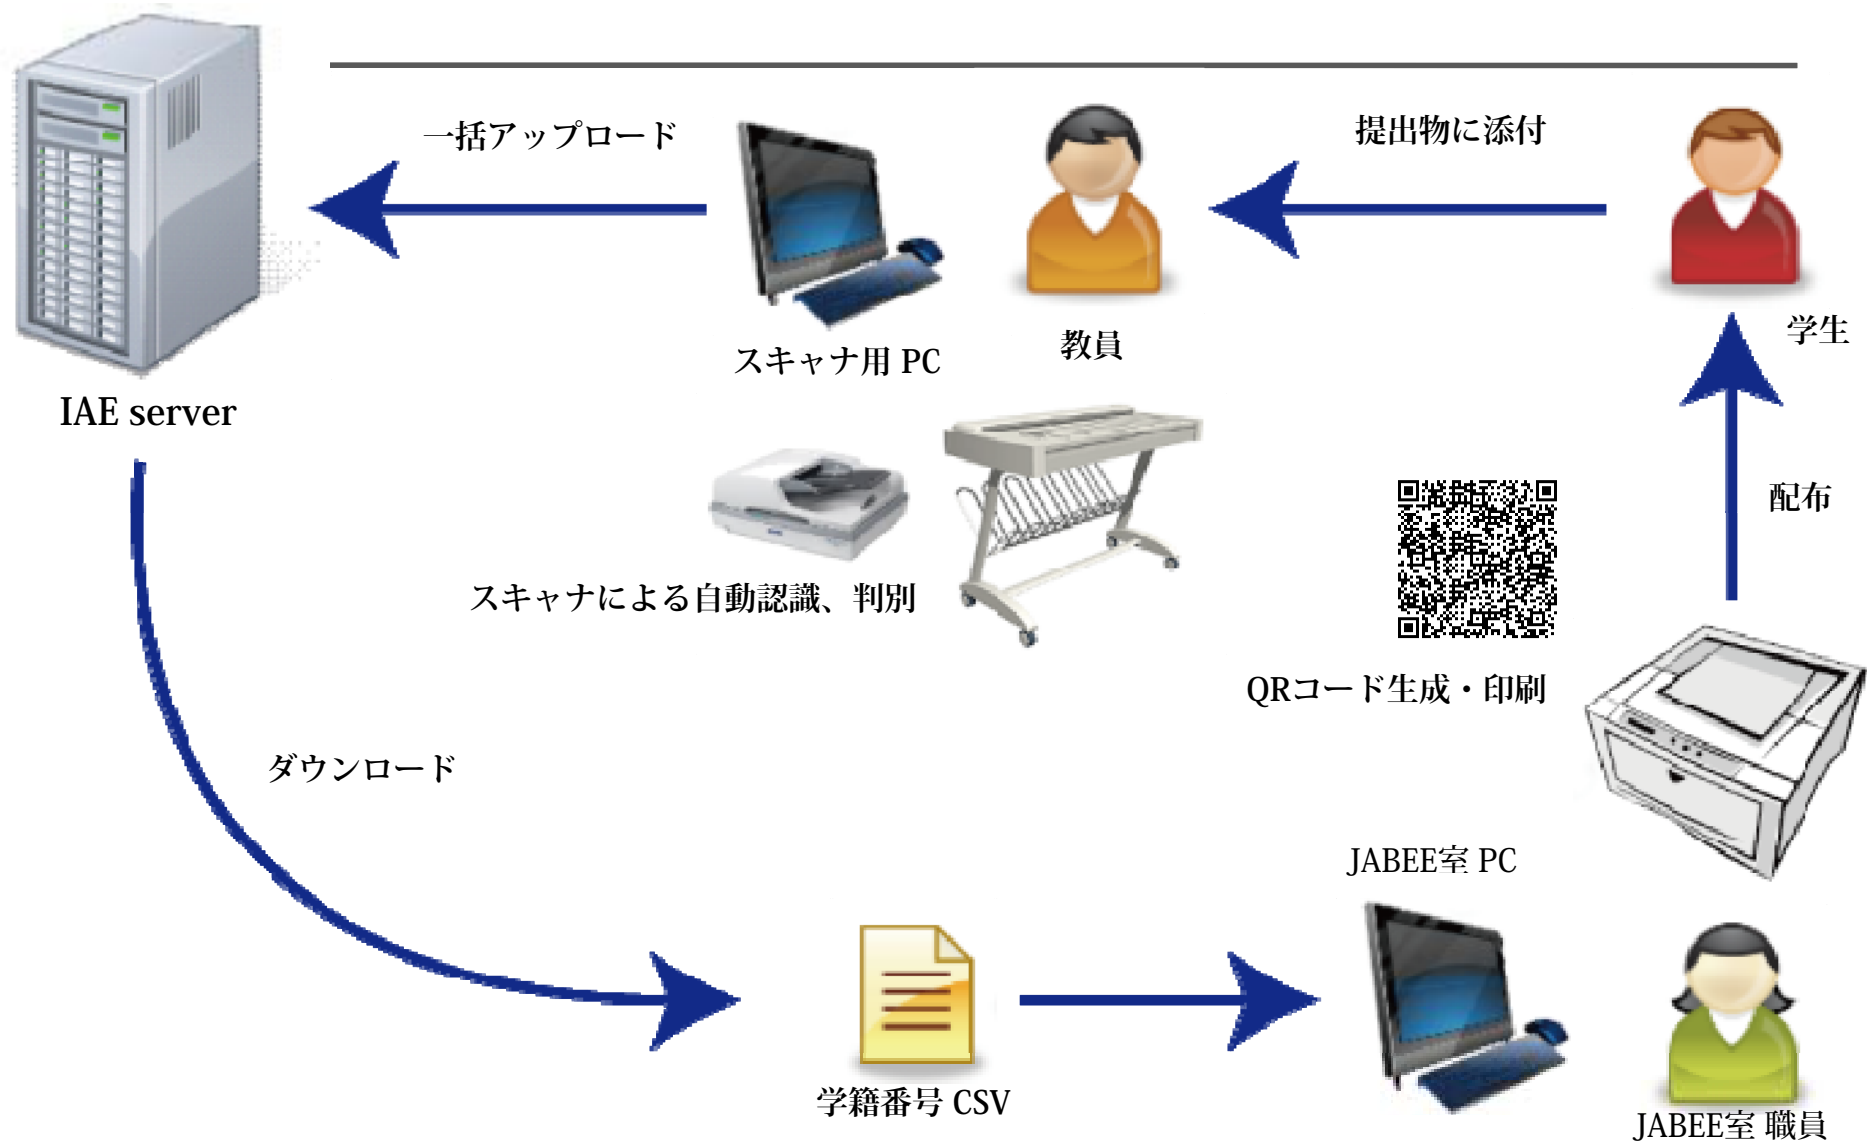 一括アップロード
提出物に添付
スキャナ用 PC
教員
学生
IAE server
配布
スキャナによる自動認識、判別
QRコード生成・印刷
ダウンロード
JABEE室 PC
学籍番号 CSV
JABEE室 職員